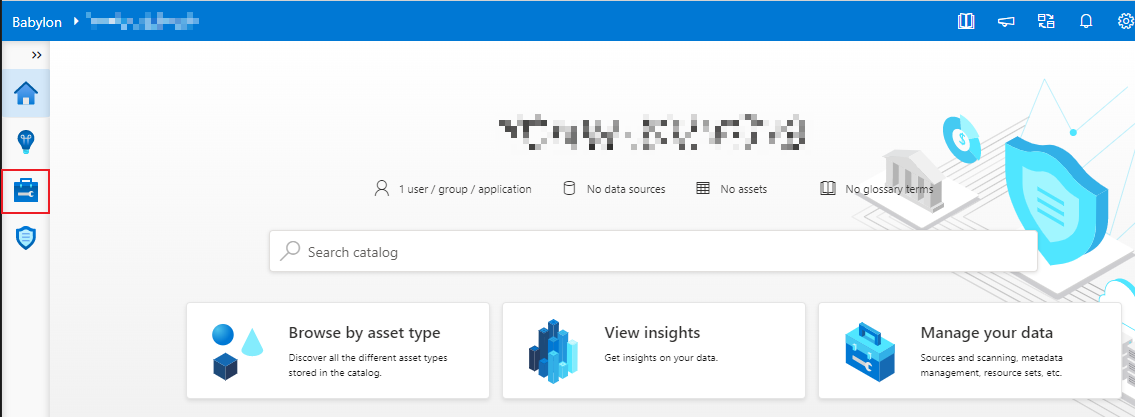 Babylon
1 user / group / application
No data sources
No assets
No glossary terms
Search catalog
Browse by asset type
Discover all the different asset types
stored in the catalog.
View insights
Get insights on your data.
Manage your data
Sources and scanning, metadata
management, resource sets, etc.